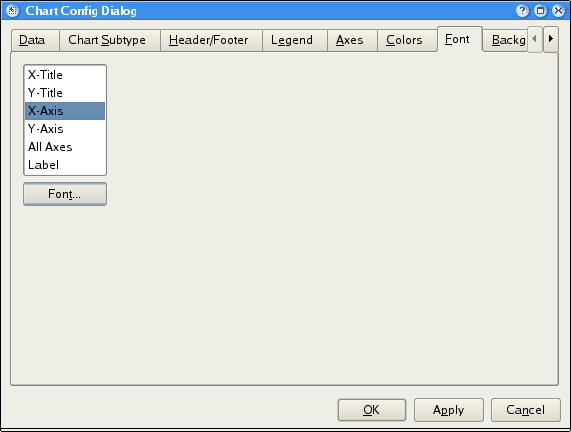 Chart Config Dialog
Data Chart Subtype Header/Footer Legend Axes Colors Font Backg
X-Title
Y-Title
X-Axis
Y-Axis
All Axes
Label
Font...
OK Apply Cancel